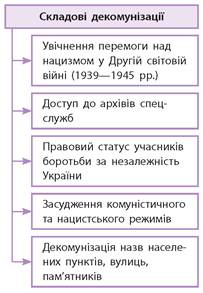 Складові декомунізації
Увічнення перемоги над
нацизмом у Другій світовій
війні (1939—1945 рр.)
Доступ до архівів спец-
служб
Правовий статус учасників
боротьби за незалежність
України
Засудження комуністичного
та нацистського режимів
Декомунізація назв населе-
них пунктів, вулиць,
пам’ятників